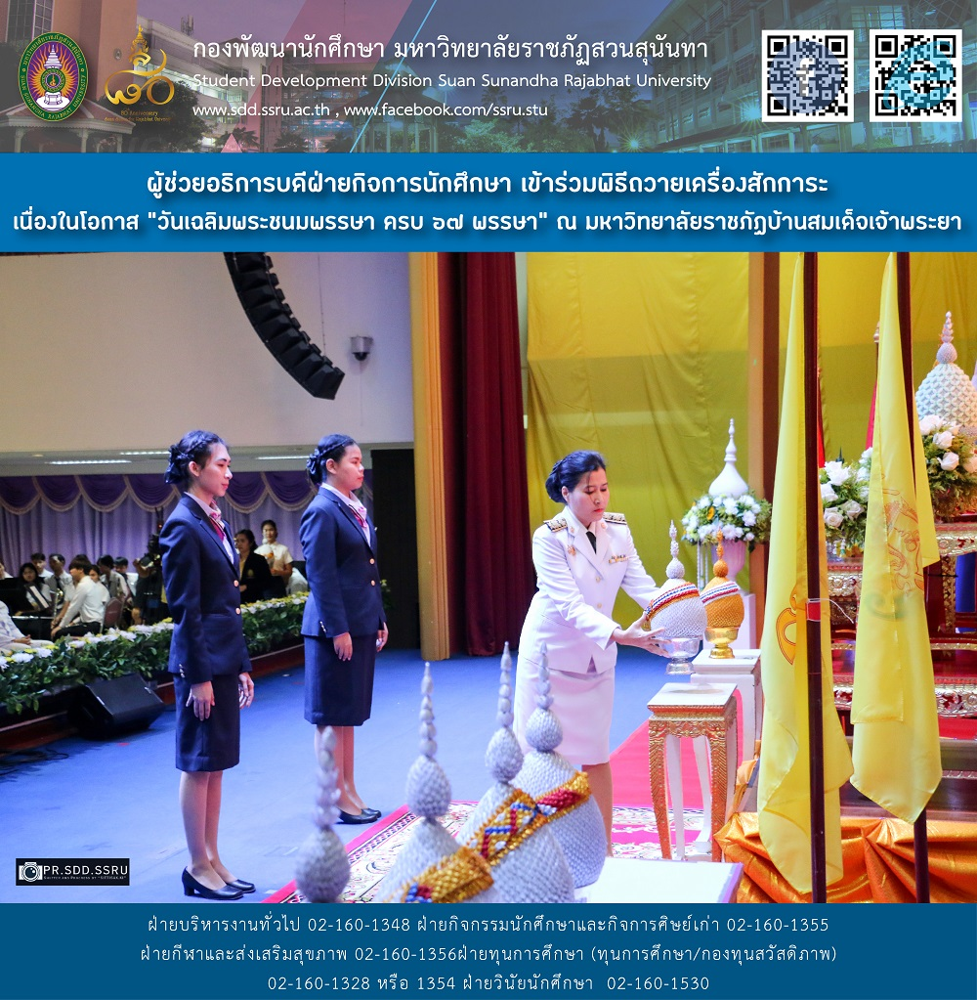 กองพัฒนานักศึกษา มหาวิทยาลัยราชภัฏสวนสุนันทา
Student Development Division Suan Sunandha Rajabhat University
www.sdd.ssru.ac.th , www.facebook.com/ssru.stu
ผู้ช่วยอธิการบดีฝ่ายกิจการนักศึกษา เข้าร่วมพิธีถวายเครื่องสักการะ
เนื่องในโอกาส "วันเฉลิมพระชนมพรรษา ครบ ๖๗ พรรษา" ณ มหาวิทยาลัยราชภัฏบ้านสมเด็จเจ้าพระยา
PR.SDD.SSRU
ฝ่ายบริหารงานทั่วไป 02-160-1348 ฝ่ายกิจกรรมนักศึกษาและกิจการศิษย์เก่า 02-160-1355
ฝ่ายกีฬาและส่งเสริมสุขภาพ 02-160-1356ฝ่ายทุนการศึกษา (ทุนการศึกษา/กองทุนสวัสดิภาพ)
02-160-1328 หรือ 1354 ฝ่ายวินัยนักศึกษา 02-160-1530